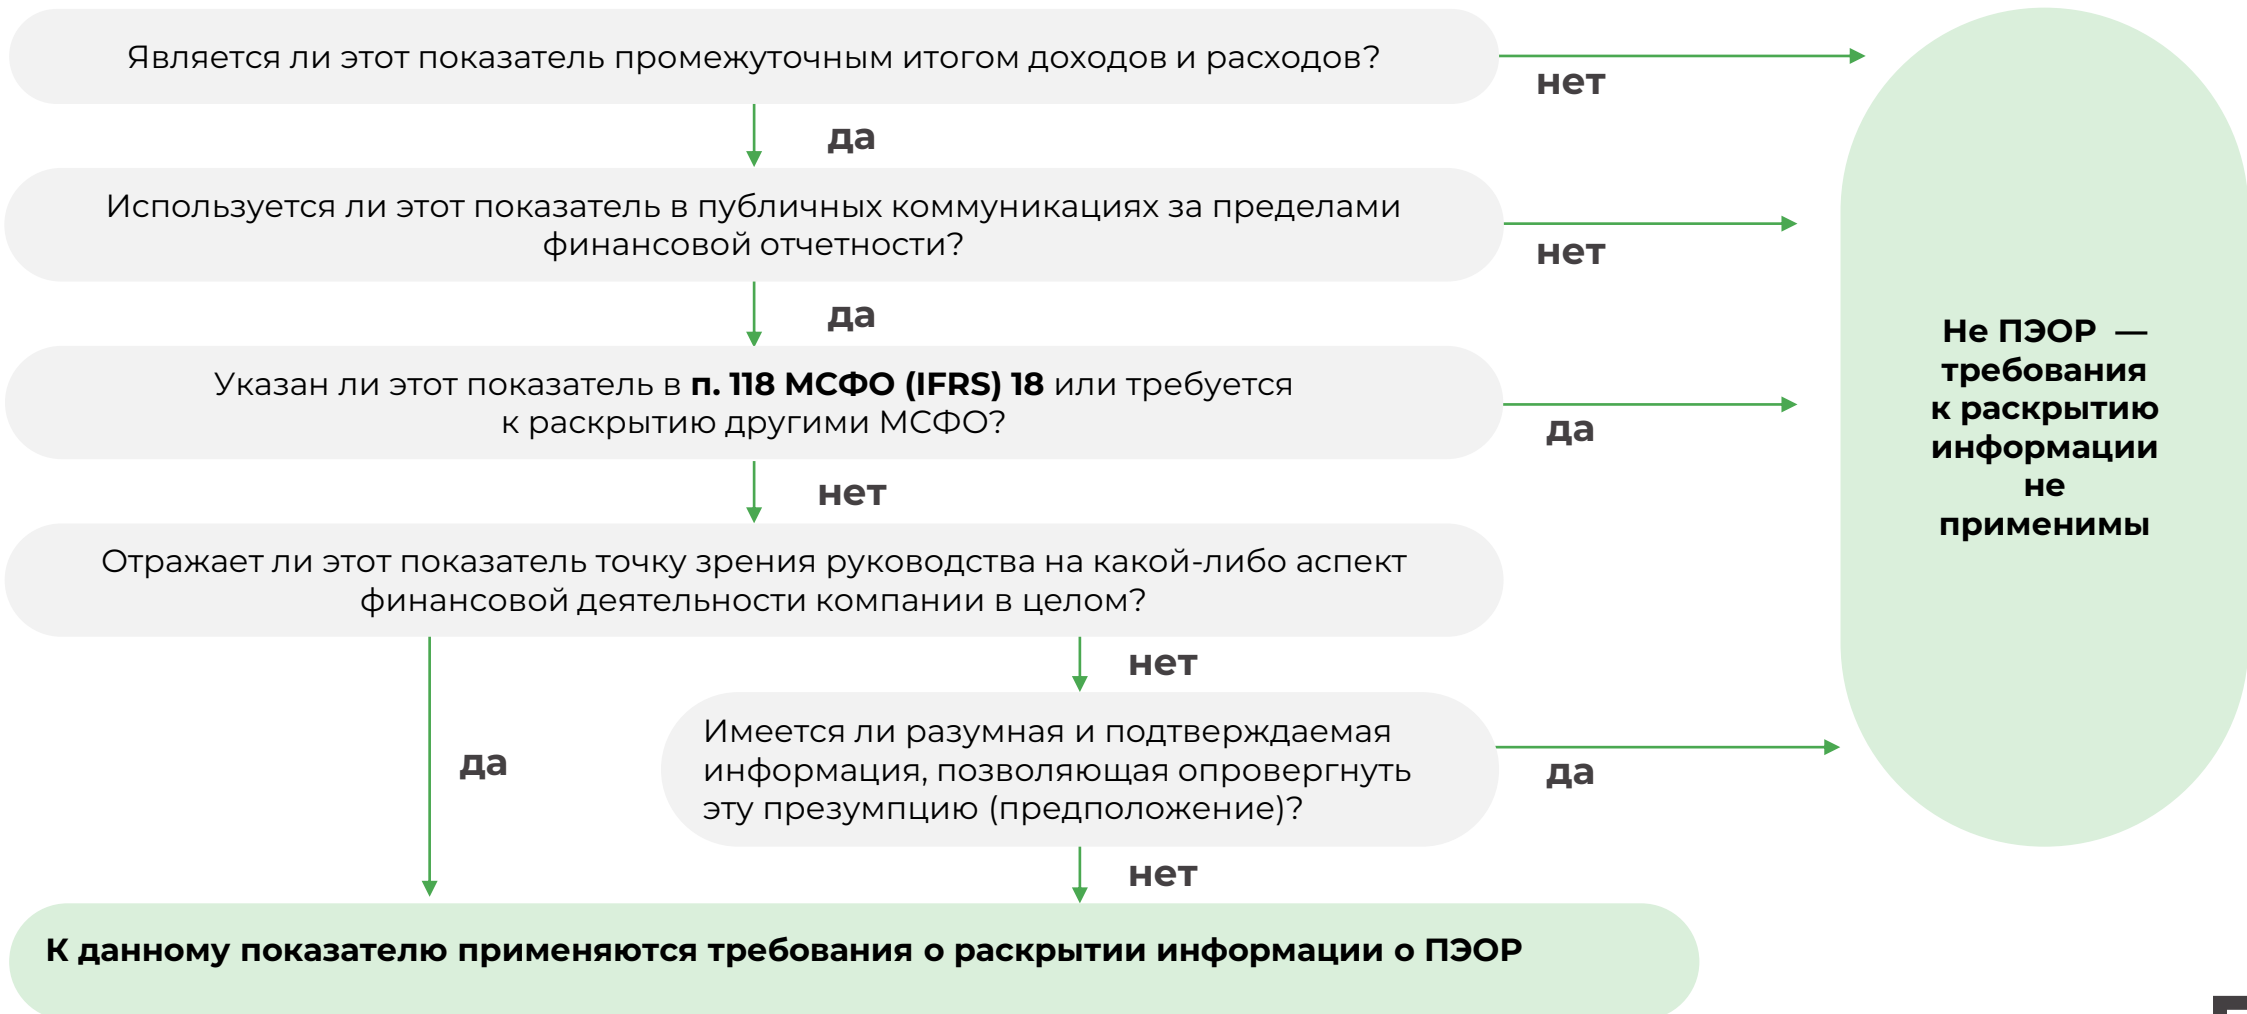 Является ли этот показатель промежуточным итогом доходов и расходов?
нет
да
Используется ли этот показатель в публичных коммуникациях за пределами
финансовой отчетности?
нет
да
Указан ли этот показатель в п. 118 МСФО (IFRS) 18 или требуется
к раскрытию другими МСФО?
да
нет
Отражает ли этот показатель точку зрения руководства на какой-либо аспект
финансовой деятельности компании в целом?
нет
да
Имеется ли разумная и подтверждаемая
информация, позволяющая опровергнуть
эту презумпцию (предположение)?
да
нет
К данному показателю применяются требования о раскрытии информации о ПЭОР
Не ПЭОР —
требования
к раскрытию
информации
не
применимы